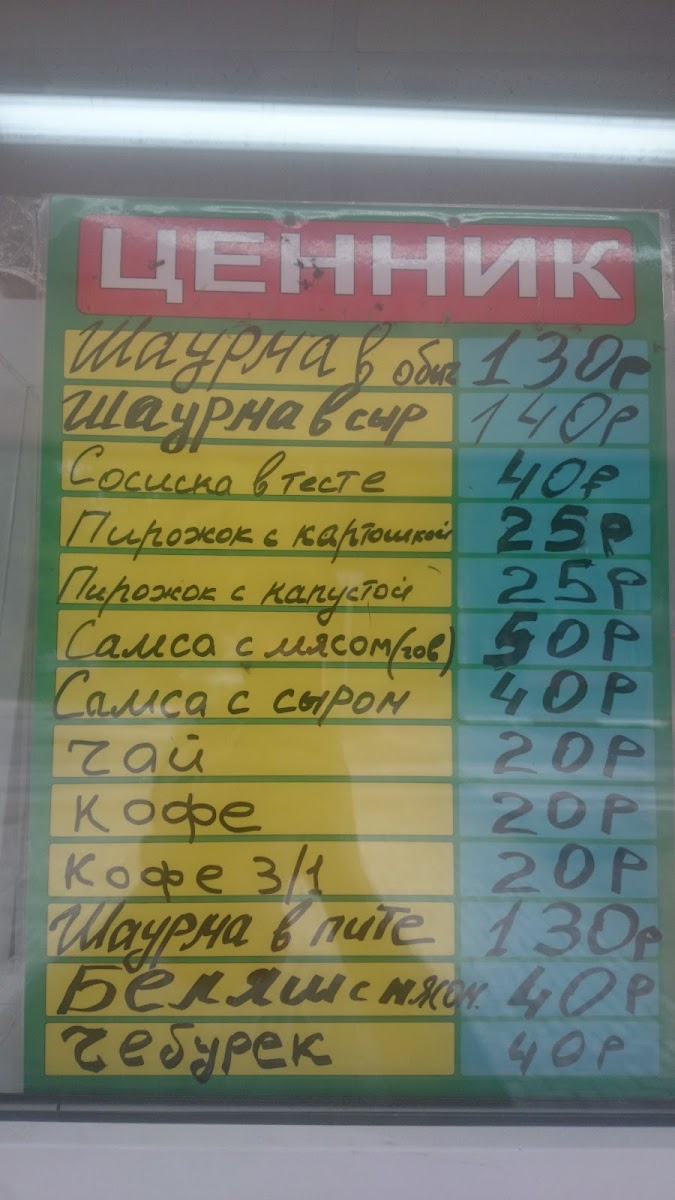 ЦЕННИК
Шаурма в обыч 130р
Шаурма в сыр 140р
Сосиска в тесте 40р
Пирожок с картошкой 25р
Пирожок с капустой 25р
Самса с мясом (гов) 50р
Самса с сыром 40р
Чай 20р
Кофе 20р
Кофе 3/1 20р
Шаурма в пите 130р
Беляш с мясом. 40р
Чебурек 40р